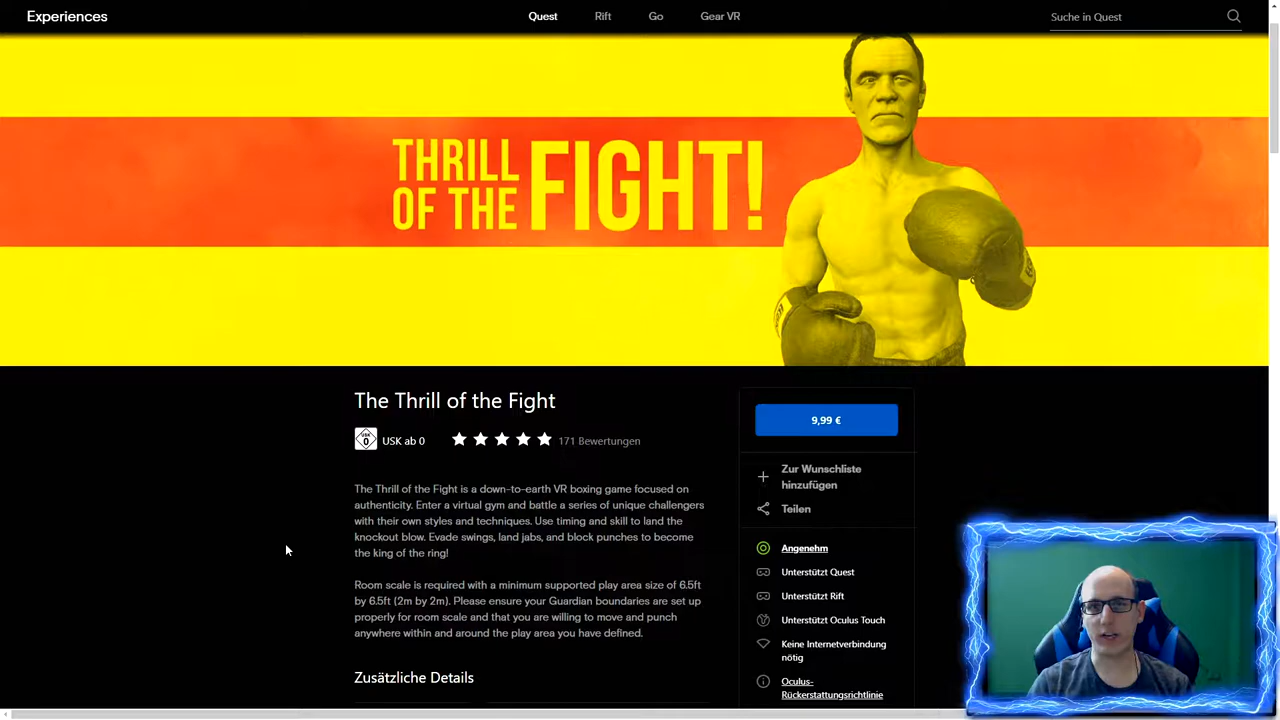 Experiences
Quest Rift Go Gear VR
Suche in Quest
THRILL
OF THE
FIGHT!
The Thrill of the Fight
USK
0
USK ab 0
171 Bewertungen
The Thrill of the Fight is a down-to-earth VR boxing game focused on
authenticity. Enter a virtual gym and battle a series of unique challengers
with their own styles and techniques. Use timing and skill to land the
knockout blow. Evade swings, land jabs, and block punches to become
the king of the ring!
Room scale is required with a minimum supported play area size of 6.5ft
by 6.5ft (2m by 2m). Please ensure your Guardian boundaries are set up
properly for room scale and that you are willing to move and punch
anywhere within and around the play area you have defined.
Zusätzliche Details
9,99 €
Zur Wunschliste
hinzufügen
Teilen
Angenehm
Unterstützt Quest
Unterstützt Rift
Unterstützt Oculus Touch
Keine Internetverbindung
nötig
Oculus-
Rückerstattungsrichtlinie